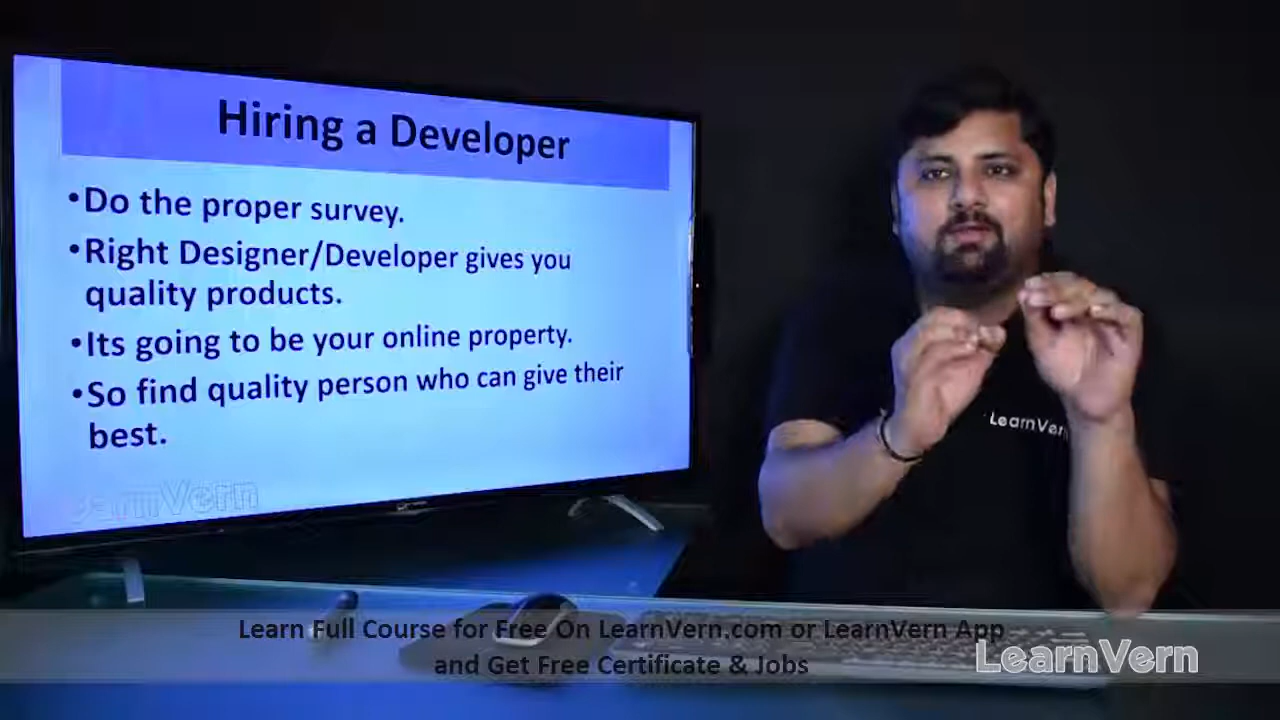 Hiring a Developer
•Do the proper survey.
•Right Designer/Developer gives you
quality products.
•Its going to be your online property.
•So find quality person who can give their
best.
LearnVern
LearnVern
Learn Full Course for Free On LearnVern.com or LearnVern App
and Get Free Certificate & Jobs
LearnVern